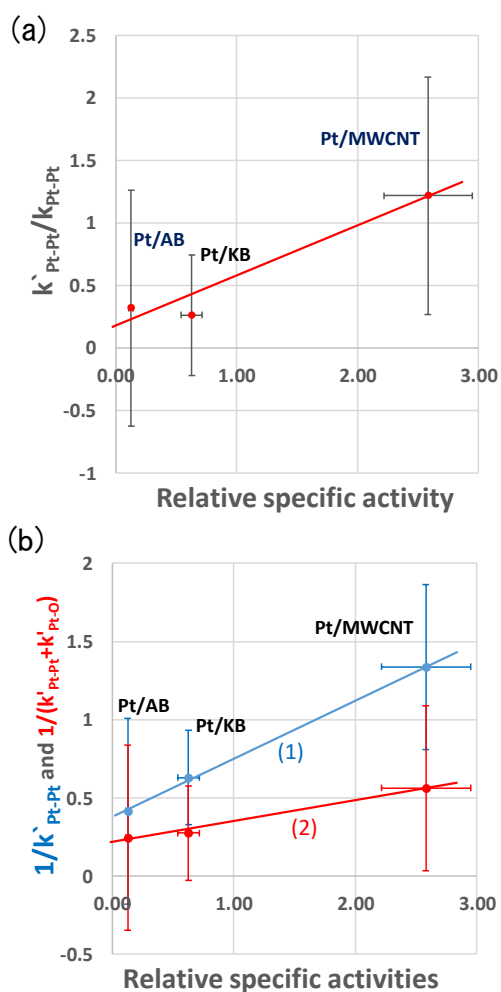 (a)
2.5
2
1.5
1
0.5
0
-0.5
-1
0.00
1.00
2.00
3.00
k`Pt-Pt/kPt-Pt
Pt/AB
Pt/KB
Pt/MWCNT
Relative specific activity
(b)
2
1.5
1
0.5
0
-0.5
0.00
1.00
2.00
3.00
1/k`Pt-Pt and 1/(k'Pt-Pt+k'Pt-O)
Pt/AB
Pt/KB
Pt/MWCNT
(1)
(2)
Relative specific activities